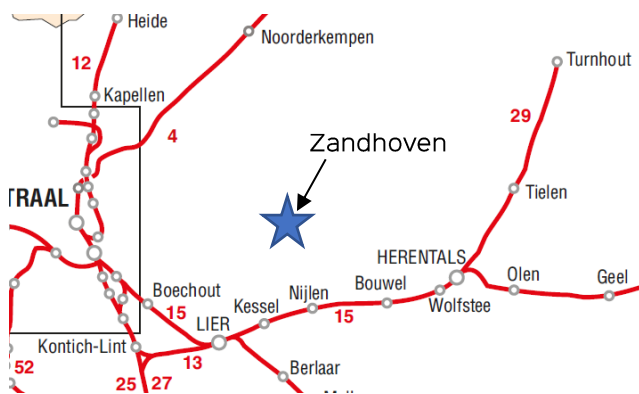 Heide
Noorderkempen
Turnhout
12
Kapellen
29
4
Zandhoven
TRAAL
Tielen
HERENTALS
Olen
Geel
Boechout
Bouwel
Nijlen
Kessel
Wolfstee
15
15
LIER
Kontich-Lint
13
52
25
27
Berlaar